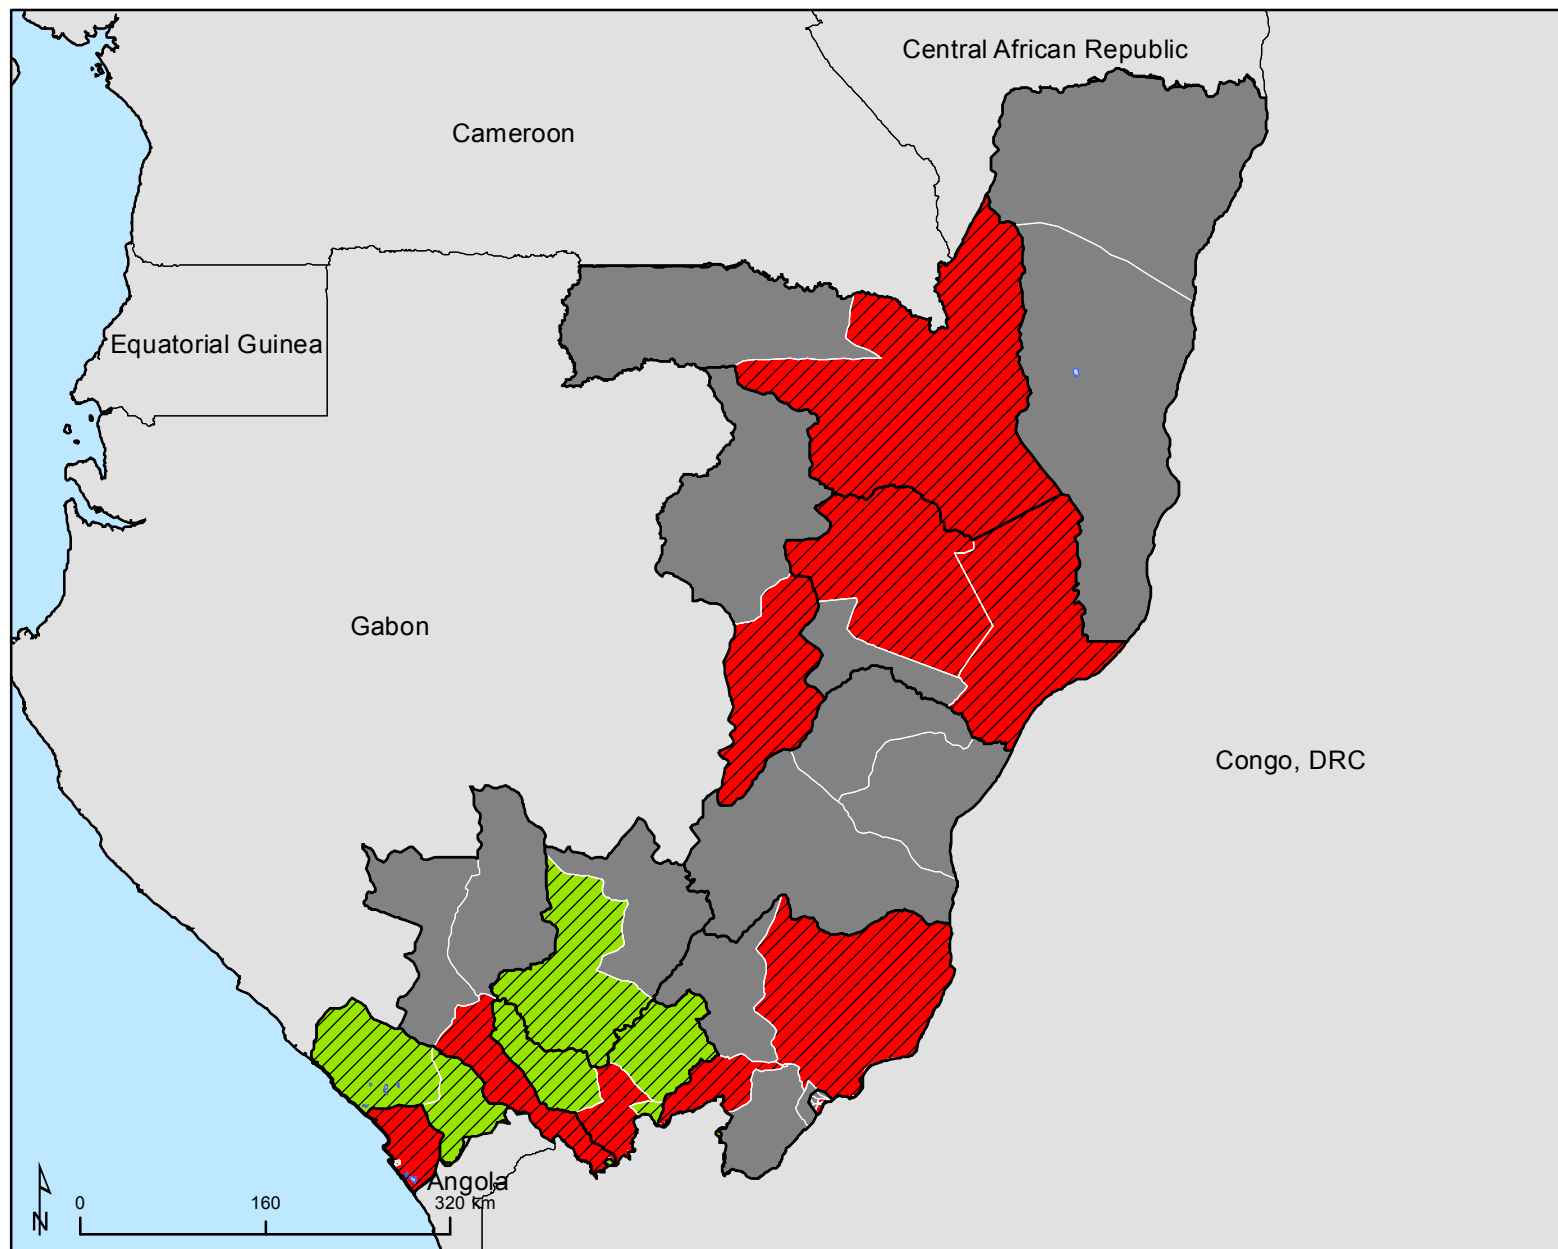 Central African Republic
Cameroon
Equatorial Guinea
Gabon
Congo, DRC
Angola
0 160 320 km
N